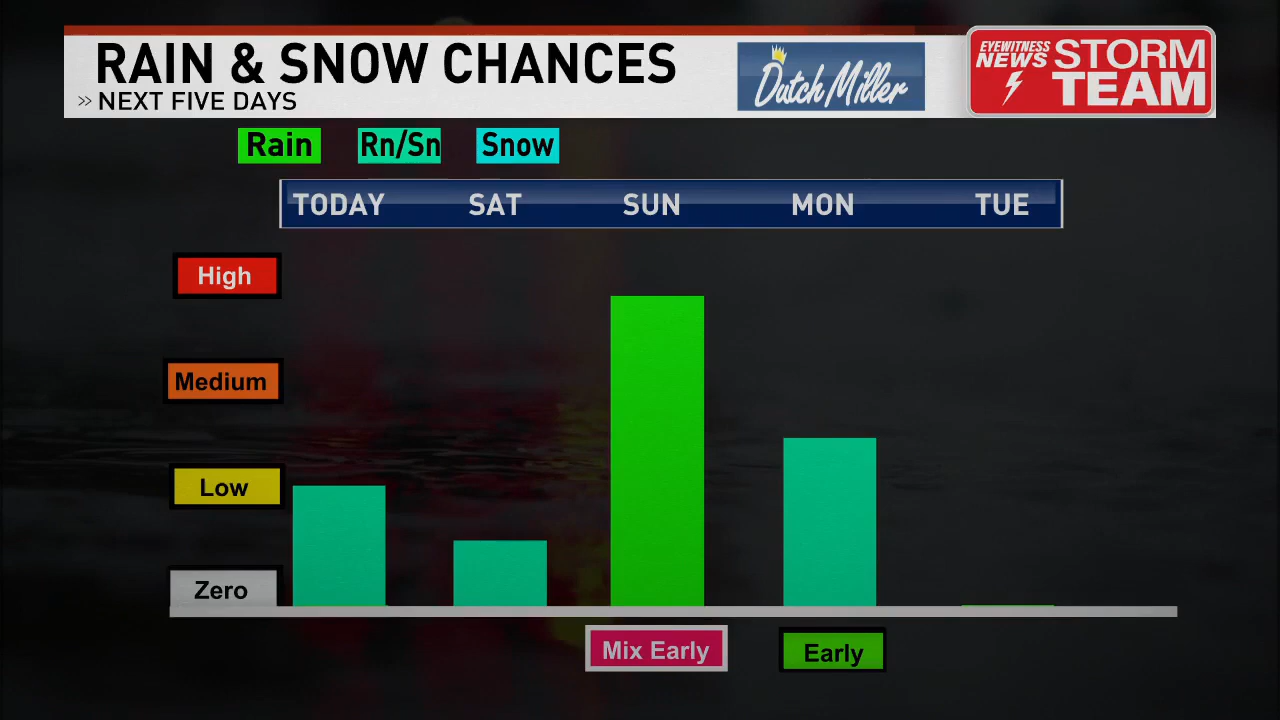 RAIN & SNOW CHANCES
>> NEXT FIVE DAYS
Dutch Miller
EYEWITNESS
NEWS
STORM
TEAM
Rain Rn/Sn Snow
TODAY SAT SUN MON TUE
High
Medium
Low
Zero
Mix Early Early